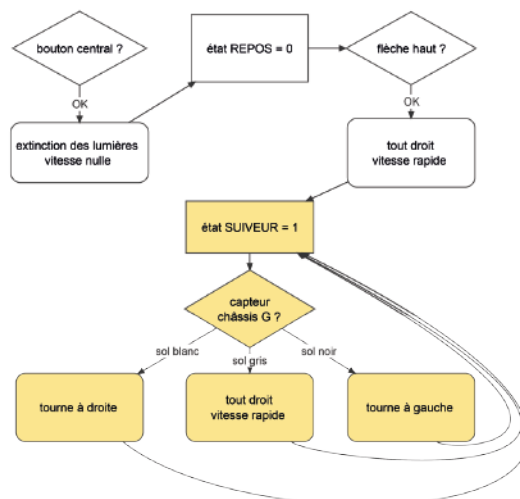 bouton central ?
état REPOS = 0
flèche haut ?
OK
OK
extinction des lumières
vitesse nulle
tout droit
vitesse rapide
état SUIVEUR = 1
capteur
châssis G ?
sol blanc
sol gris
sol noir
tourne à droite
tout droit
vitesse rapide
tourne à gauche